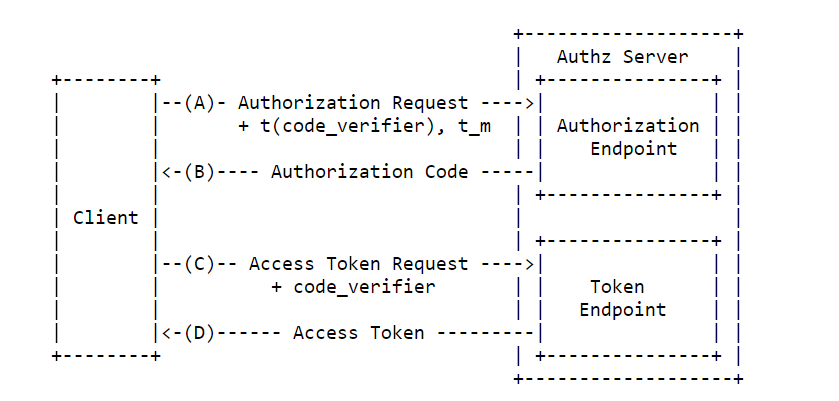 Authz Server
--(A)- Authorization Request ---->
+ t(code_verifier), t_m
Authorization
Endpoint
<-(B)---- Authorization Code -----
Client
--(C)-- Access Token Request ---->
+ code_verifier
Token
Endpoint
<-(D)------ Access Token ---------